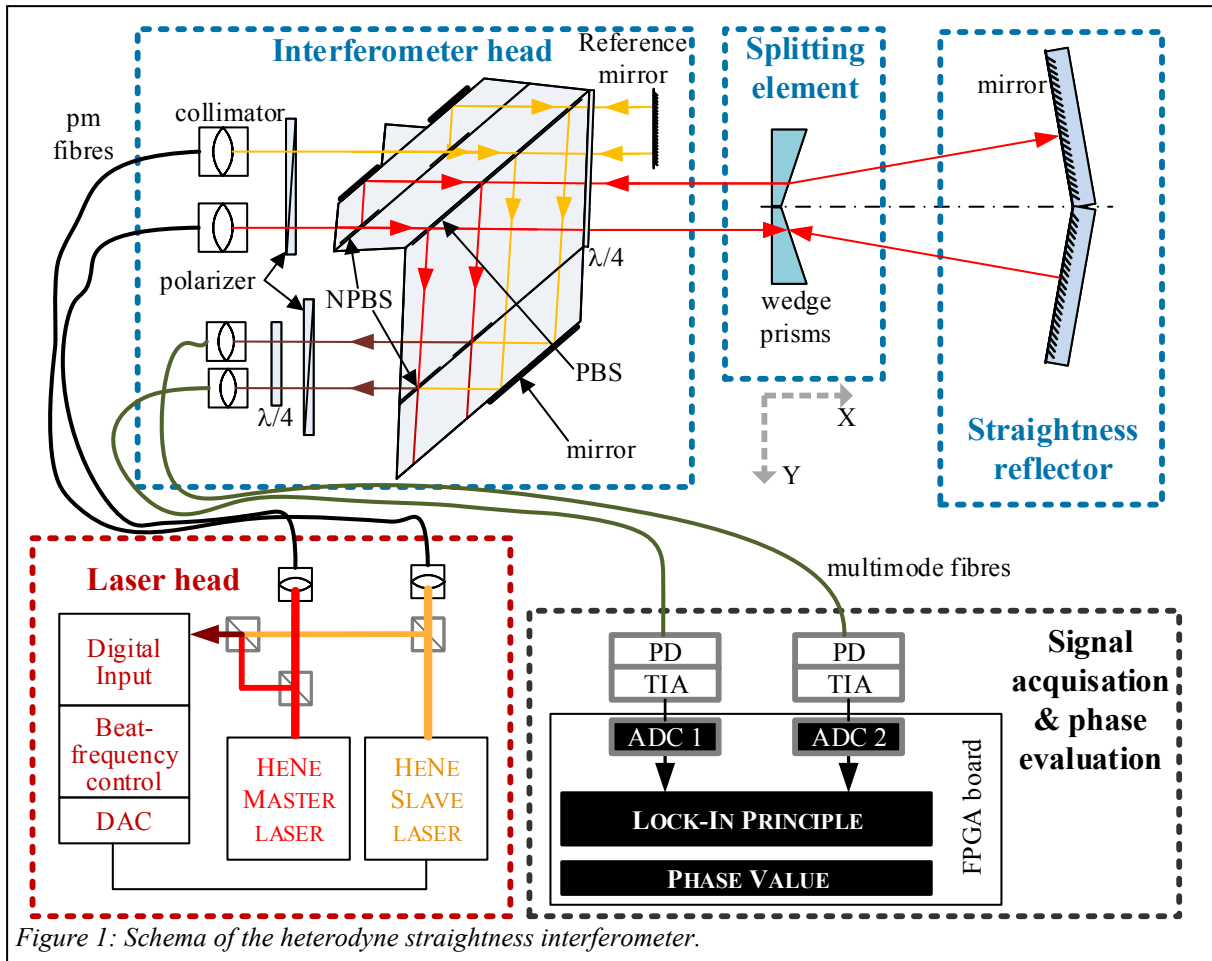 Interferometer head
Reference
mirror
collimator
pm
fibres
polarizer
NPBS
PBS
λ/4
λ/4
mirror
Splitting
element
wedge
prisms
X
Y
mirror
Straightness
reflector
Laser head
Digital
Input
Beat-
frequency
control
DAC
HENE
MASTER
LASER
HENE
SLAVE
LASER
multimode fibres
PD
TIA
PD
TIA
ADC 1
ADC 2
LOCK-IN PRINCIPLE
PHASE VALUE
FPGA board
Signal
acquisation
& phase
evaluation
Figure 1: Schema of the heterodyne straightness interferometer.